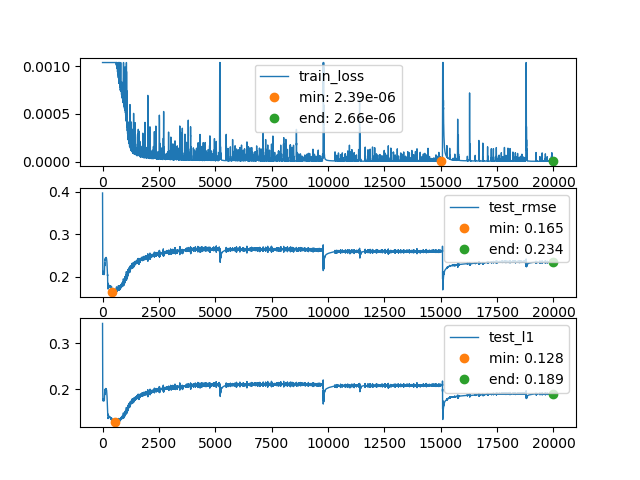 0.0010
0.0005
0.0000
train_loss
min: 2.39e-06
end: 2.66e-06
0 2500 5000 7500 10000 12500 15000 17500 20000
0.4
0.3
0.2
test_rmse
min: 0.165
end: 0.234
0 2500 5000 7500 10000 12500 15000 17500 20000
0.3
0.2
test_l1
min: 0.128
end: 0.189
0 2500 5000 7500 10000 12500 15000 17500 20000